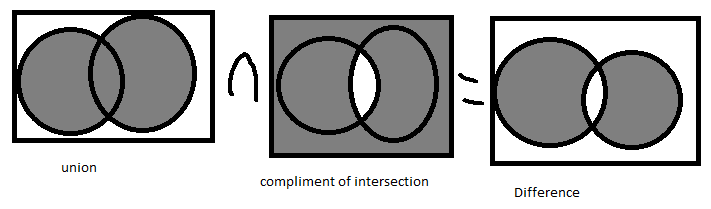 union
compliment of intersection
Difference